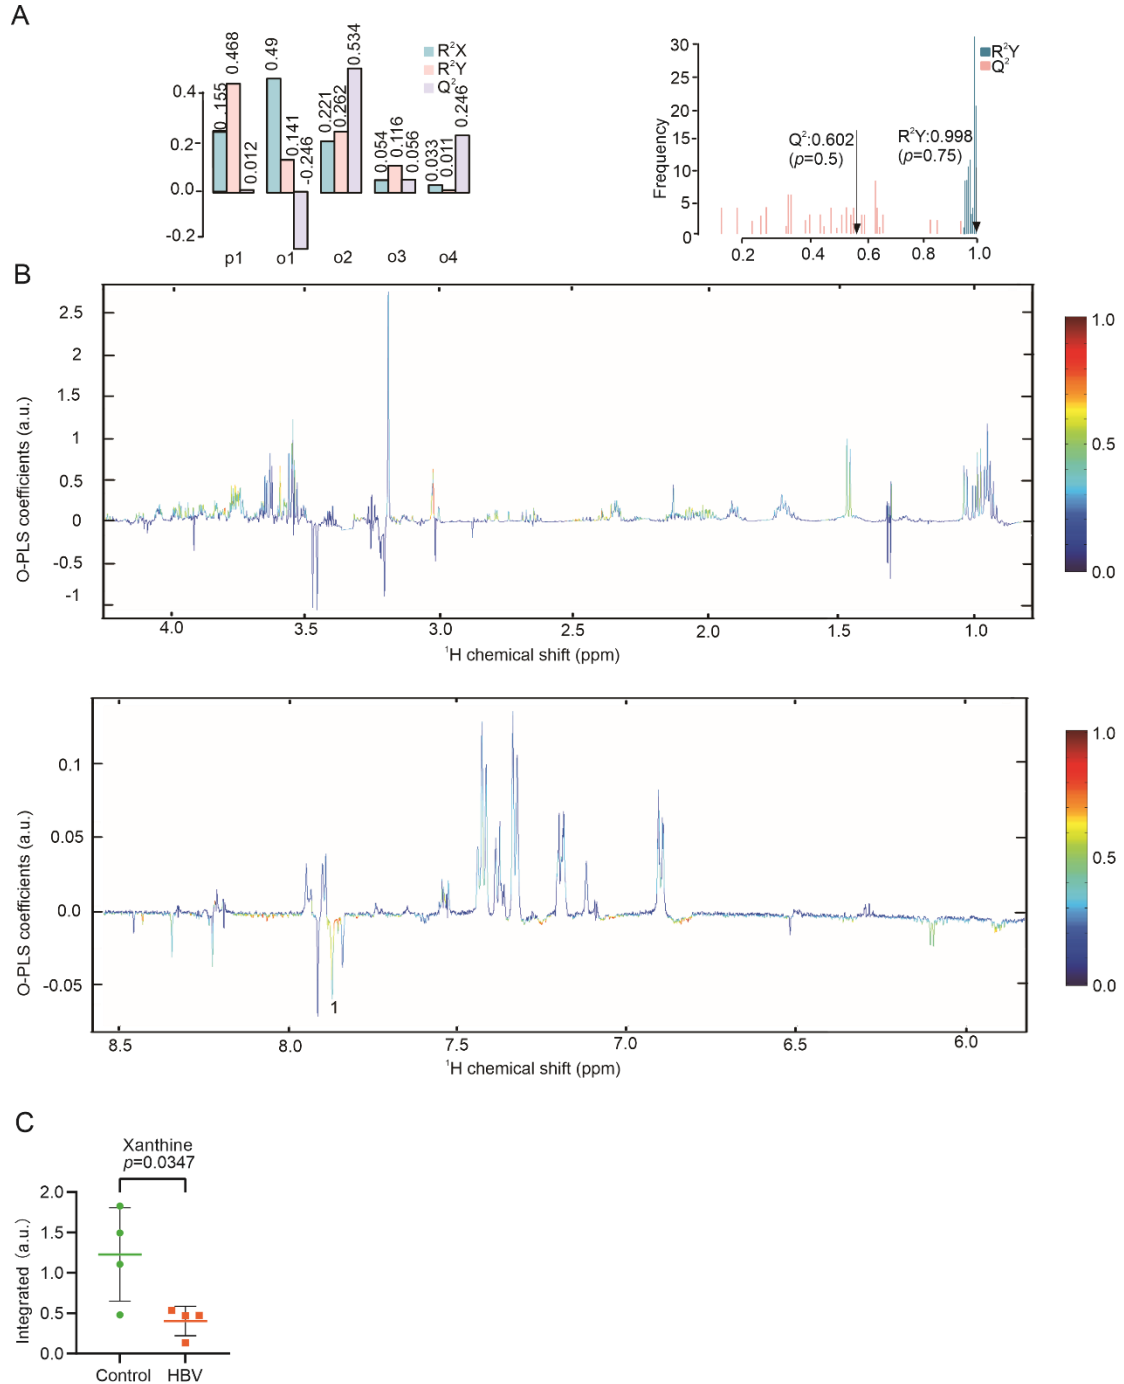 A
0.155
0.468
0.012
0.49
0.141
-0.246
0.221
0.262
0.534
0.054
0.116
0.056
0.033
0.011
0.246
R²X
R²Y
Q²
0.4
0.2
0.0
-0.2
p1 o1 o2 o3 o4
Frequency
30
25
20
15
10
5
0
Q²:0.602
(p=0.5)
R²Y:0.998
(p=0.75)
R²Y
Q²
0.2 0.4 0.6 0.8 1.0
B
O-PLS coefficients (a.u.)
2.5
2
1.5
1
0.5
0
-0.5
-1
4.0 3.5 3.0 2.5 2.0 1.5 1.0
¹H chemical shift (ppm)
1.0
0.5
0.0
O-PLS coefficients (a.u.)
0.1
0.05
0.0
-0.05
1
8.5 8.0 7.5 7.0 6.5 6.0
¹H chemical shift (ppm)
1.0
0.5
0.0
C
Xanthine
p=0.0347
Integrated (a.u.)
2.0
1.5
1.0
0.5
0.0
Control HBV